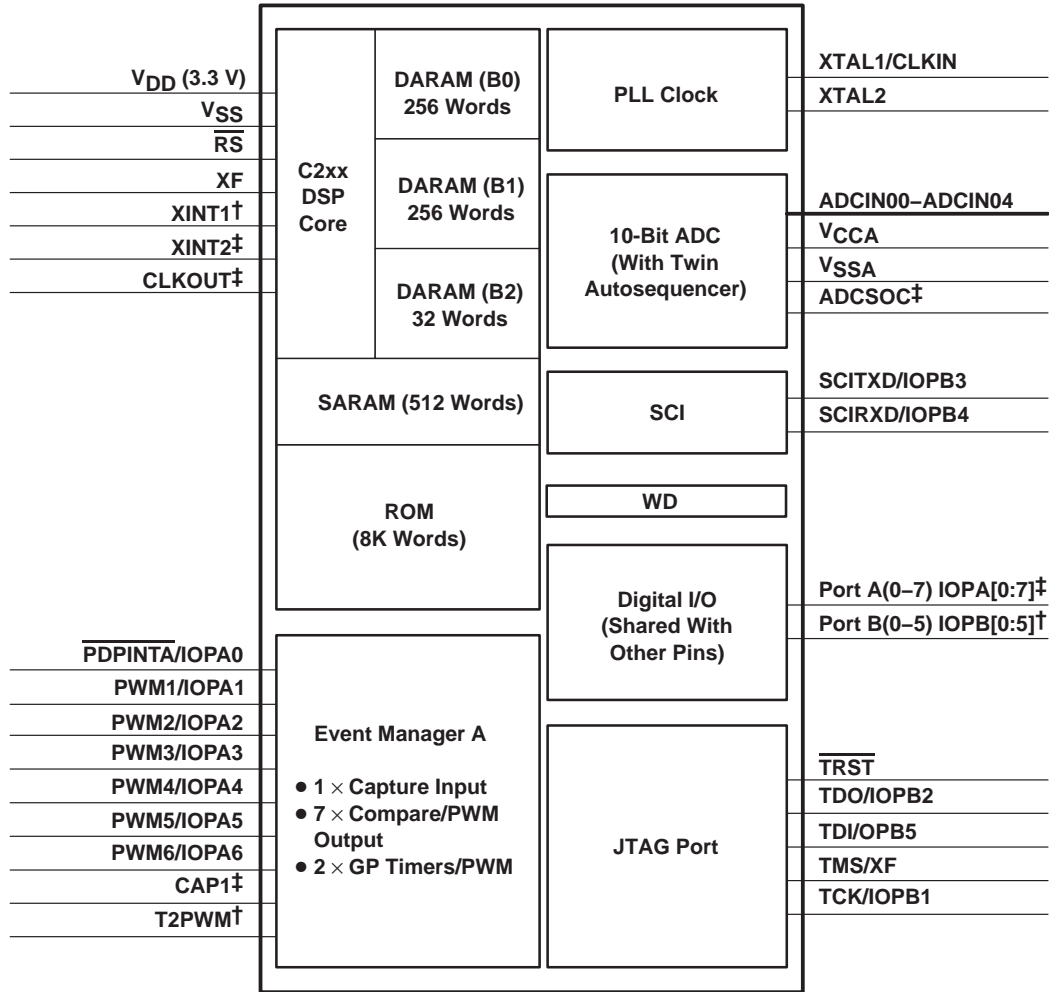 VDD (3.3 V)
VSS
RS
XF
XINT1†
XINT2‡
CLKOUT‡
C2xx
DSP
Core
DARAM (B0)
256 Words
DARAM (B1)
256 Words
DARAM (B2)
32 Words
SARAM (512 Words)
ROM
(8K Words)
PLL Clock
XTAL1/CLKIN
XTAL2
10-Bit ADC
(With Twin
Autosequencer)
ADCIN00–ADCIN04
VCCA
VSSA
ADCSOC‡
SCI
SCITXD/IOPB3
SCIRXD/IOPB4
WD
Digital I/O
(Shared With
Other Pins)
Port A(0–7) IOPA[0:7]‡
Port B(0–5) IOPB[0:5]†
PDPINTA/IOPA0
PWM1/IOPA1
PWM2/IOPA2
PWM3/IOPA3
PWM4/IOPA4
PWM5/IOPA5
PWM6/IOPA6
CAP1‡
T2PWM†
Event Manager A
● 1 × Capture Input
● 7 × Compare/PWM
Output
● 2 × GP Timers/PWM
JTAG Port
TRST
TDO/IOPB2
TDI/OPB5
TMS/XF
TCK/IOPB1